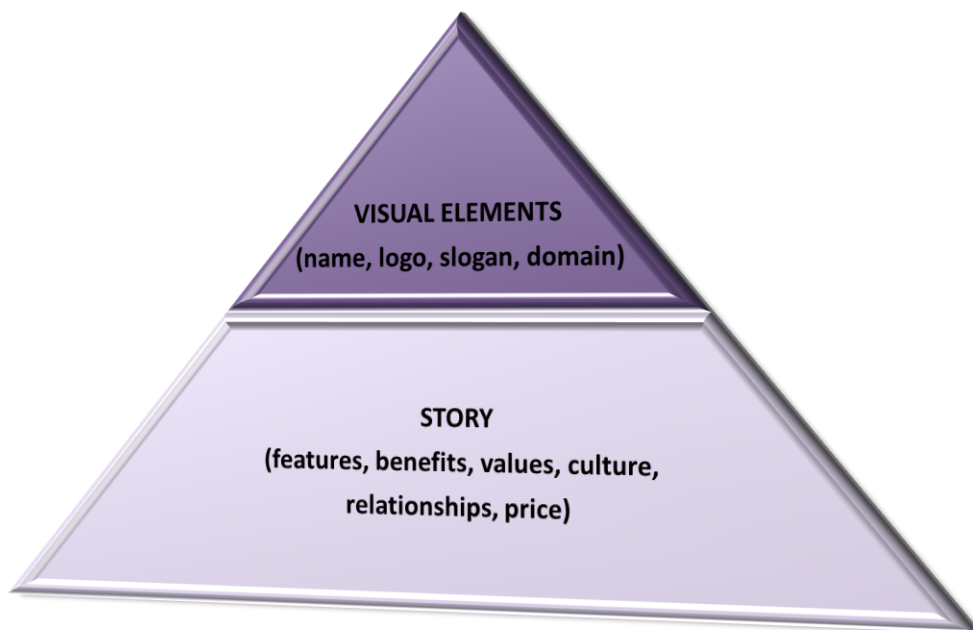 VISUAL ELEMENTS
(name, logo, slogan, domain)
STORY
(features, benefits, values, culture,
relationships, price)